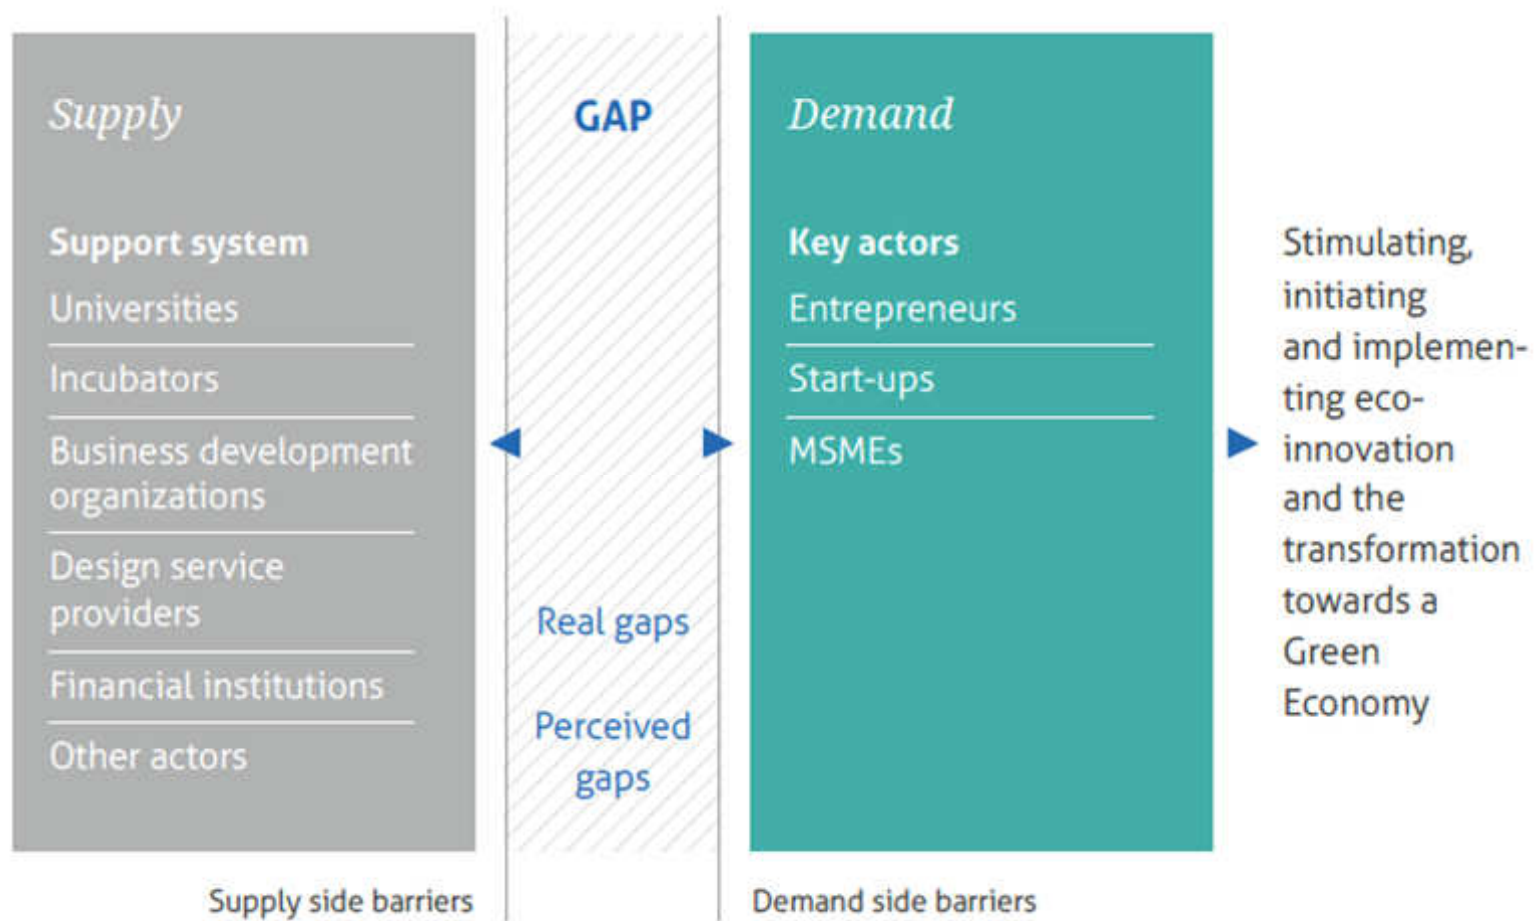 Supply
Support system
Universities
Incubators
Business development
organizations
Design service
providers
Financial institutions
Other actors
Supply side barriers
GAP
Real gaps
Perceived
gaps
Demand
Key actors
Entrepreneurs
Start-ups
MSMEs
Demand side barriers
Stimulating,
initiating
and implemen-
ting eco-
innovation
and the
transformation
towards a
Green
Economy